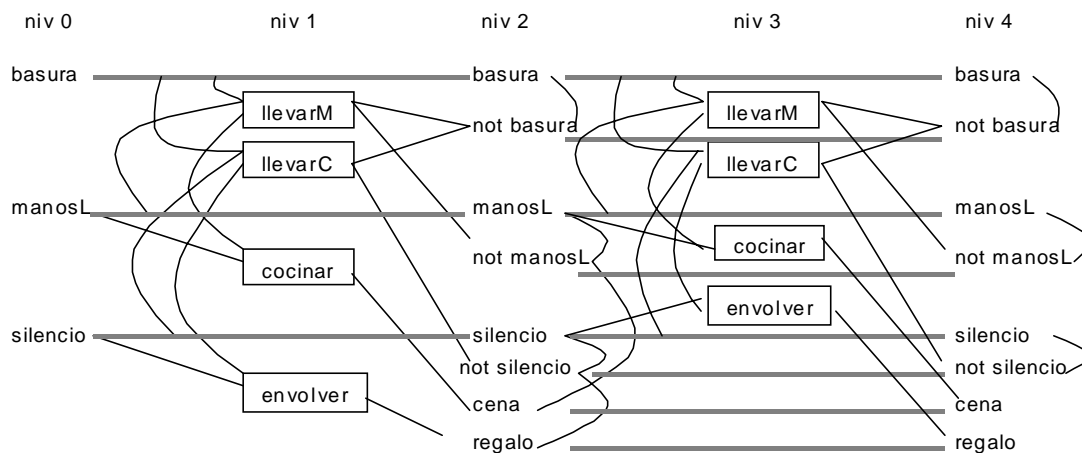 niv 0 niv 1 niv 2 niv 3 niv 4
basura basura basura
llevarM llevarM
not basura not basura
llevarC llevarC
manosL manosL manosL
cocinar
not manosL not manosL
cocinar
envolver
silencio silencio silencio
not silencio not silencio
envolver
cena cena
regalo regalo